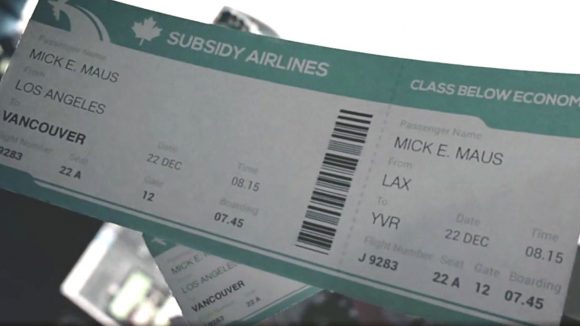 SUBSIDY AIRLINES
Passenger Name
MICK E. MAUS
From
LOS ANGELES
To
VANCOUVER
Flight Number Seat Date Time
9283 22 A 22 DEC 08.15
Gate Boarding
12 07.45
CLASS BELOW ECONOM
Passenger Name
MICK E. MAUS
From
LAX
To Date Time
YVR 22 DEC 08.15
Flight Number Seat Gate Boarding
J 9283 22 A 12 07.45
MICK E. MAUS
LOS ANGELES
VANCOUVER
22 A